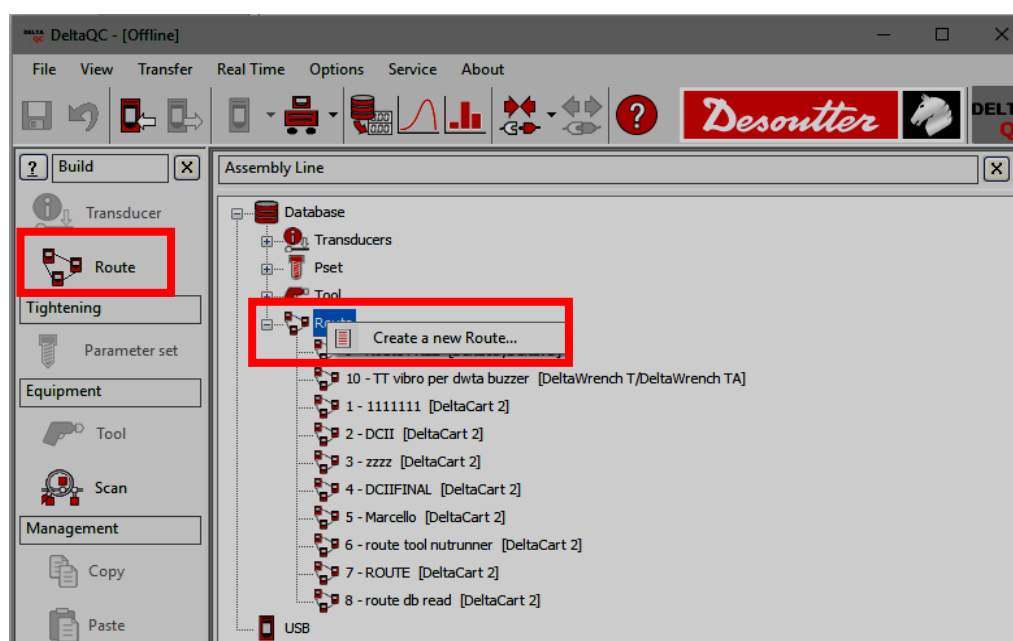 DELTA QC DeltaQC - [Offline]
File View Transfer Real Time Options Service About
Desoutter
? Build X
Assembly Line X
Transducer
Route
Tightening
Parameter set
Equipment
Tool
Scan
Management
Copy
Paste
Database
Transducers
Pset
Tool
Create a new Route...
10 - TT vibro per dwta buzzer [DeltaWrench T/DeltaWrench TA]
1 - 1111111 [DeltaCart 2]
2 - DCII [DeltaCart 2]
3 - zzzz [DeltaCart 2]
4 - DCIIFINAL [DeltaCart 2]
5 - Marcello [DeltaCart 2]
6 - route tool nutrunner [DeltaCart 2]
7 - ROUTE [DeltaCart 2]
8 - route db read [DeltaCart 2]
USB